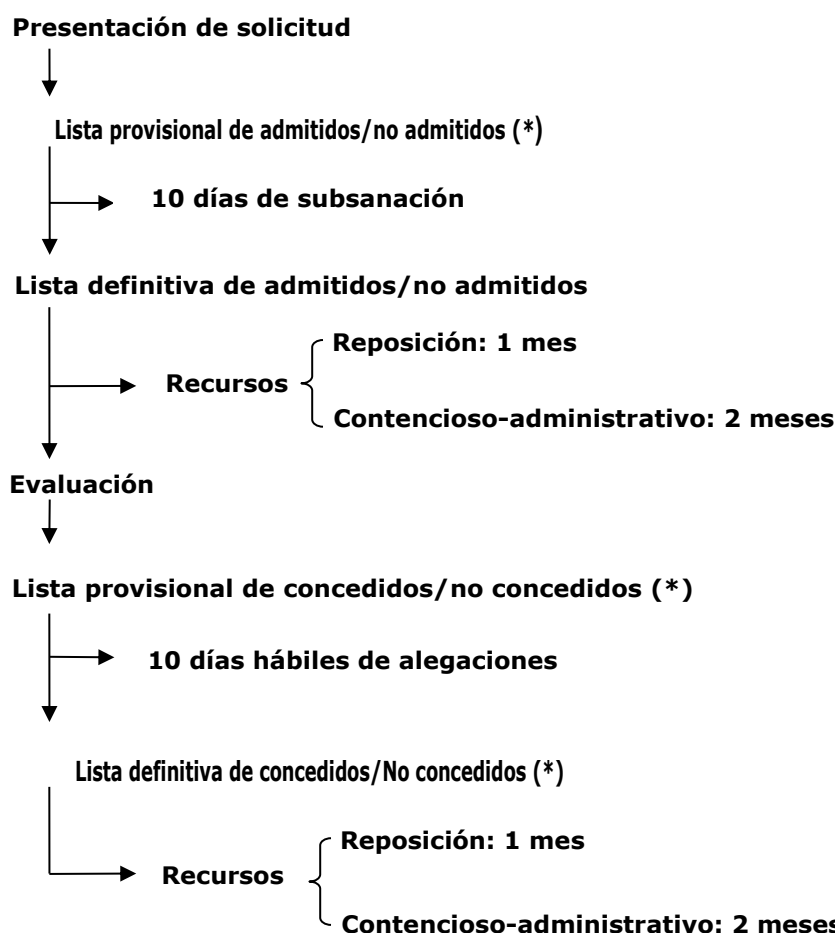 Presentación de solicitud
Lista provisional de admitidos/no admitidos (*)
10 días de subsanación
Lista definitiva de admitidos/no admitidos
Reposición: 1 mes
Recursos
Contencioso-administrativo: 2 meses
Evaluación
Lista provisional de concedidos/no concedidos (*)
10 días hábiles de alegaciones
Lista definitiva de concedidos/No concedidos (*)
Reposición: 1 mes
Recursos
Contencioso-administrativo: 2 meses